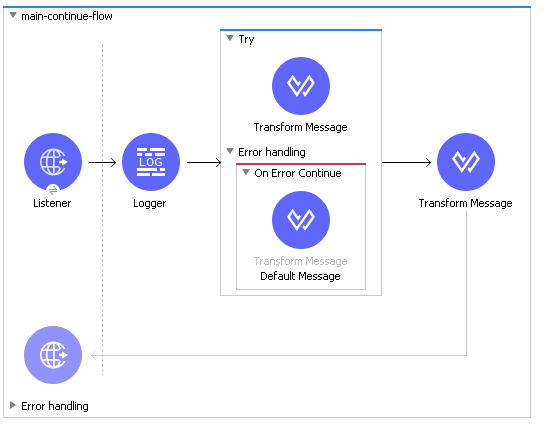 main-continue-flow
Try
Transform Message
Error handling
On Error Continue
LOG
Listener
Logger
Transform Message
Default Message
Transform Message
Error handling